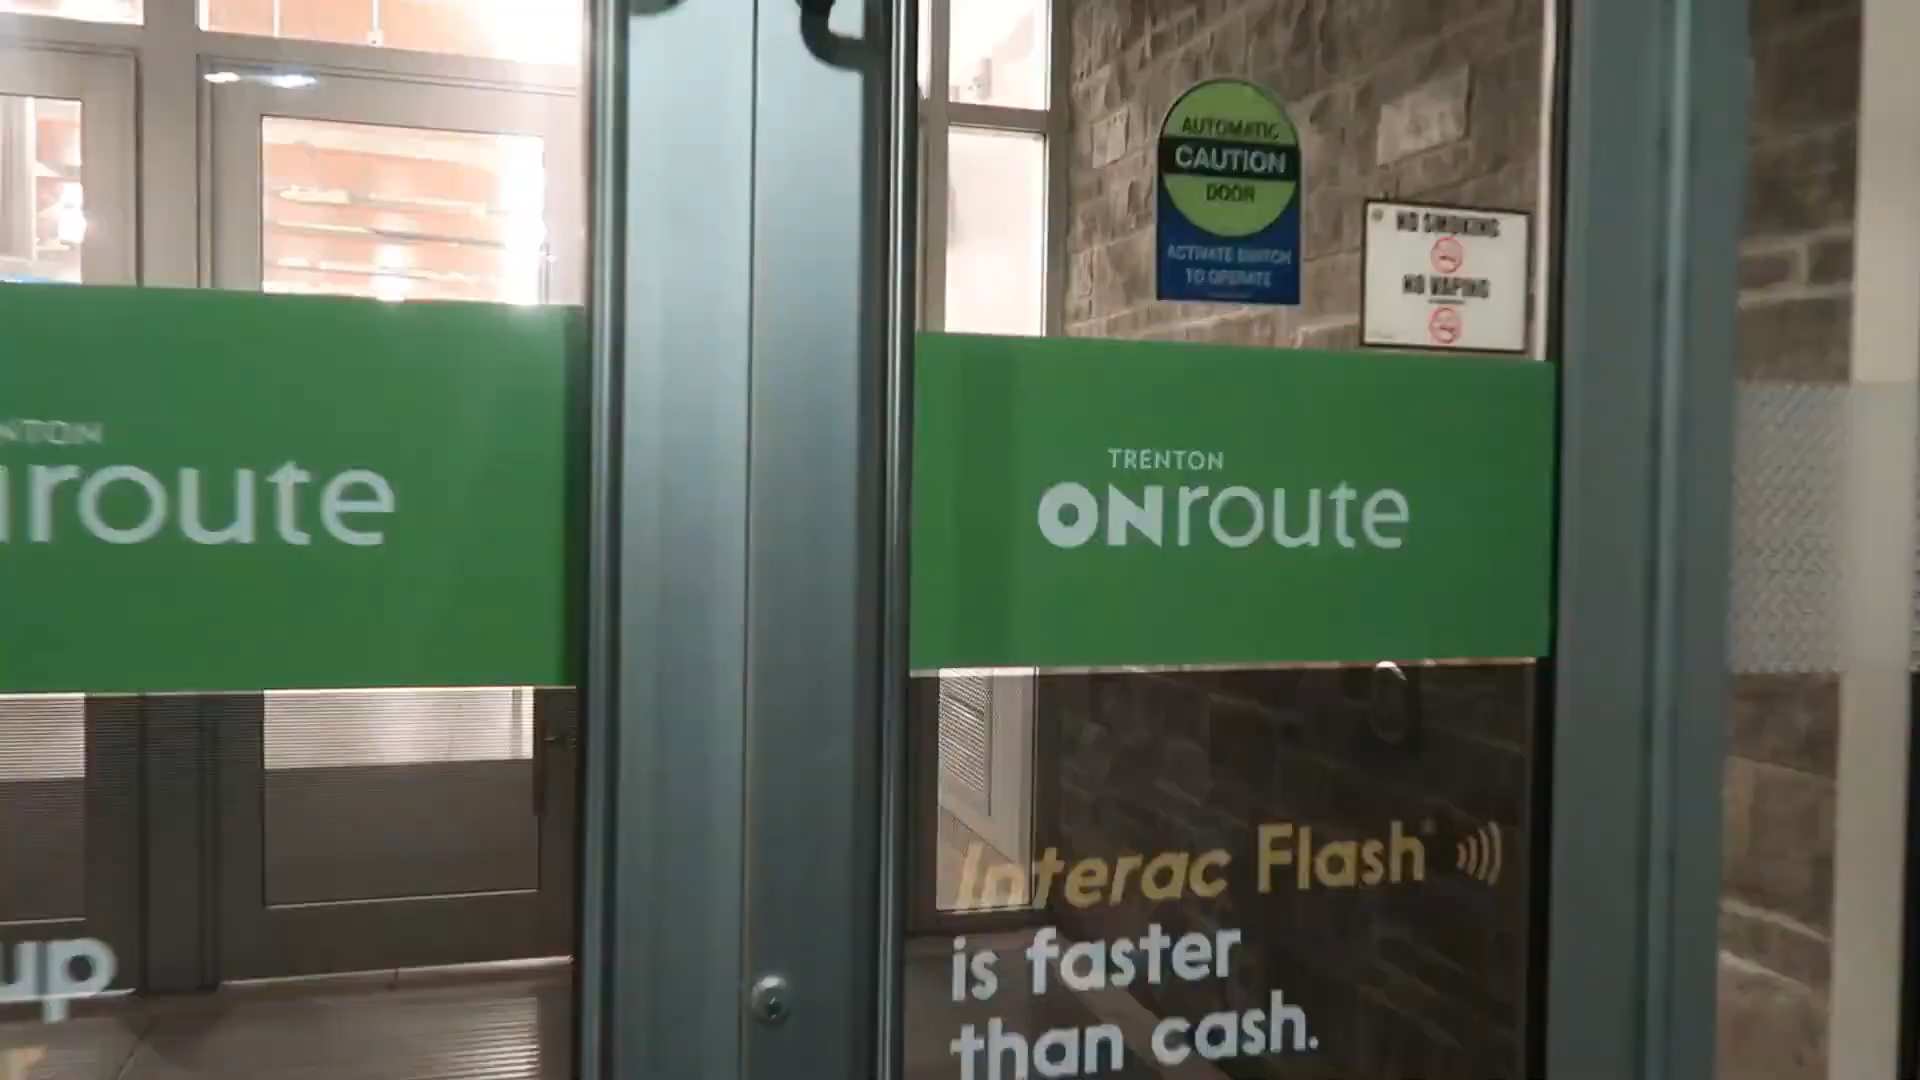 AUTOMATIC
CAUTION
DOOR
ACTIVATE SWITCH
TO OPERATE
NO SMOKING
NO VAPING
TRENTON
ONroute
route
TRENTON
Interac Flash
is faster
than cash.
up